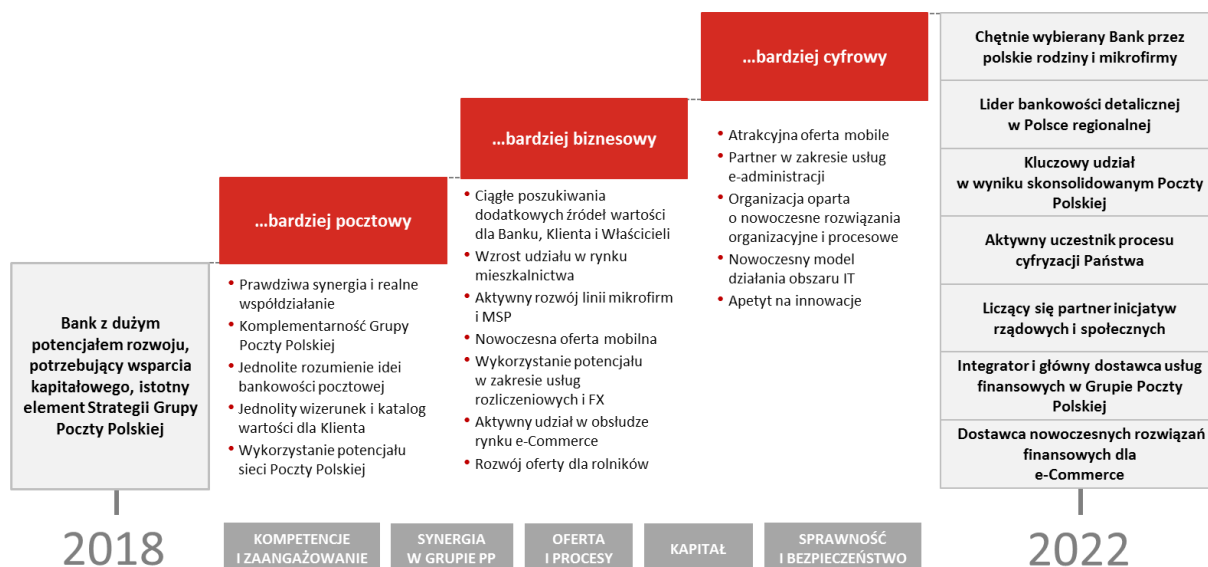 Bank z dużym
potencjałem rozwoju,
potrzebujący wsparcia
kapitałowego, istotny
element Strategii Grupy
Poczty Polskiej
2018
...bardziej pocztowy
• Prawdziwa synergia i realne
współdziałanie
• Komplementarność Grupy
Poczty Polskiej
• Jednolite rozumienie idei
bankowości pocztowej
• Jednolity wizerunek i katalog
wartości dla Klienta
• Wykorzystanie potencjału
sieci Poczty Polskiej
...bardziej biznesowy
• Ciągłe poszukiwania
dodatkowych źródeł wartości
dla Banku, Klienta i Właścicieli
• Wzrost udziału w rynku
mieszkalnictwa
• Aktywny rozwój linii mikrofirm
i MSP
• Nowoczesna oferta mobilna
• Wykorzystanie potencjału
w zakresie usług
rozliczeniowych i FX
• Aktywny udział w obsłudze
rynku e-Commerce
• Rozwój oferty dla rolników
...bardziej cyfrowy
• Atrakcyjna oferta mobile
• Partner w zakresie usług
e-administracji
• Organizacja oparta
o nowoczesne rozwiązania
organizacyjne i procesowe
• Nowoczesny model
działania obszaru IT
• Apetyt na innowacje
Chętnie wybierany Bank przez
polskie rodziny i mikrofirmy
Lider bankowości detalicznej
w Polsce regionalnej
Kluczowy udział
w wyniku skonsolidowanym Poczty
Polskiej
Aktywny uczestnik procesu
cyfryzacji Państwa
Liczący się partner inicjatyw
rządowych i społecznych
Integrator i główny dostawca usług
finansowych w Grupie Poczty
Polskiej
Dostawca nowoczesnych rozwiązań
finansowych dla
e-Commerce
2022
KOMPETENCJE
I ZAANGAŻOWANIE
SYNERGIA
W GRUPIE PP
OFERTA
I PROCESY
KAPITAŁ
SPRAWNOŚĆ
I BEZPIECZEŃSTWO